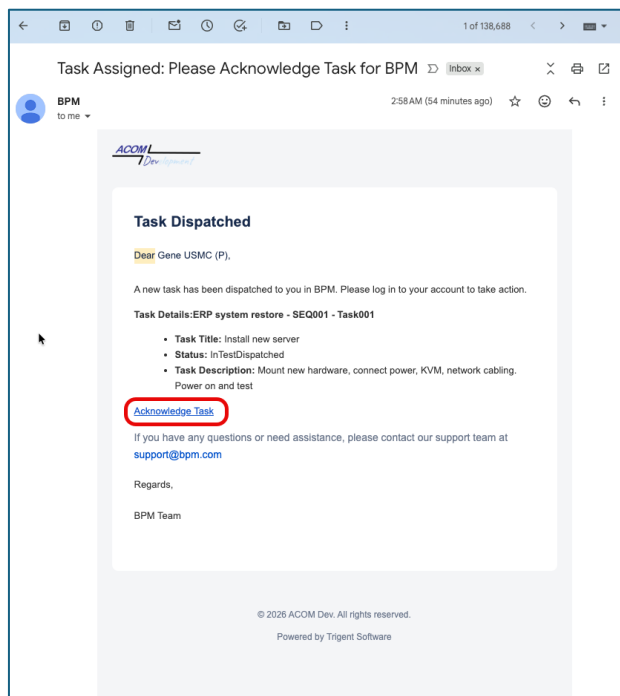 1 of 138,688
Task Assigned: Please Acknowledge Task for BPM Inbox x
BPM
2:58 AM (54 minutes ago)
to me
ACOM
Development
Task Dispatched
Dear Gene USMC (P),
A new task has been dispatched to you in BPM. Please log in to your account to take action.
Task Details:ERP system restore - SEQ001 - Task001
• Task Title: Install new server
• Status: InTestDispatched
• Task Description: Mount new hardware, connect power, KVM, network cabling.
Power on and test
Acknowledge Task
If you have any questions or need assistance, please contact our support team at
support@bpm.com
Regards,
BPM Team
© 2026 ACOM Dev. All rights reserved.
Powered by Trigent Software